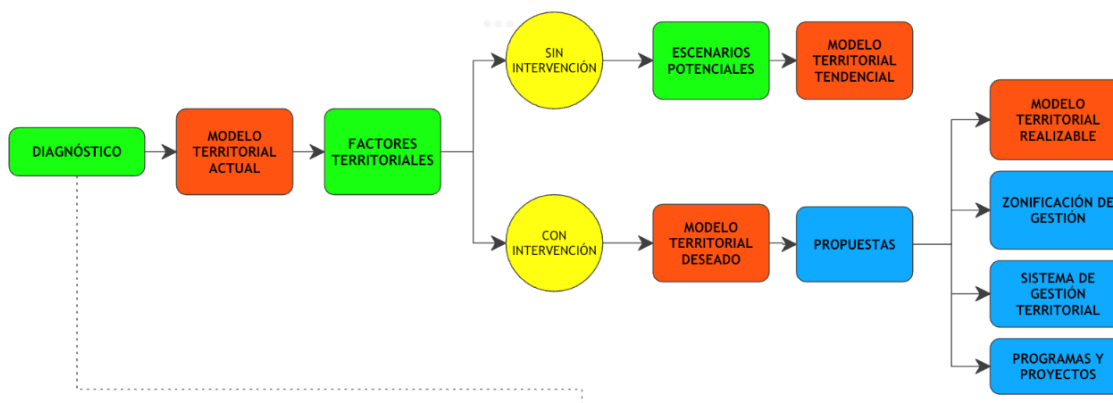 DIAGNÓSTICO
MODELO
TERRITORIAL
ACTUAL
FACTORES
TERRITORIALES
SIN
INTERVENCIÓN
ESCENARIOS
POTENCIALES
MODELO
TERRITORIAL
TENDENCIAL
CON
INTERVENCIÓN
MODELO
TERRITORIAL
DESEADO
PROPUESTAS
MODELO
TERRITORIAL
REALIZABLE
ZONIFICACIÓN DE
GESTIÓN
SISTEMA DE
GESTIÓN
TERRITORIAL
PROGRAMAS Y
PROYECTOS